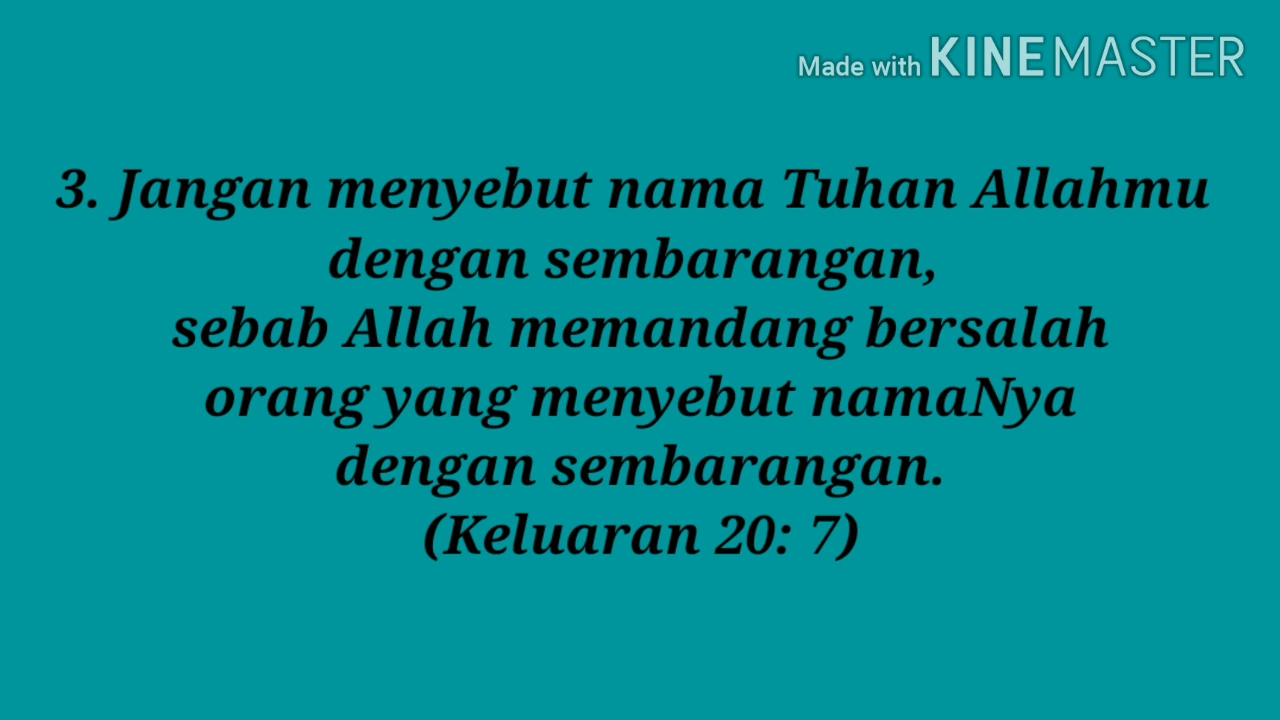 Made with KINEMASTER
3. Jangan menyebut nama Tuhan Allahmu
dengan sembarangan,
sebab Allah memandang bersalah
orang yang menyebut namaNya
dengan sembarangan.
(Keluaran 20: 7)